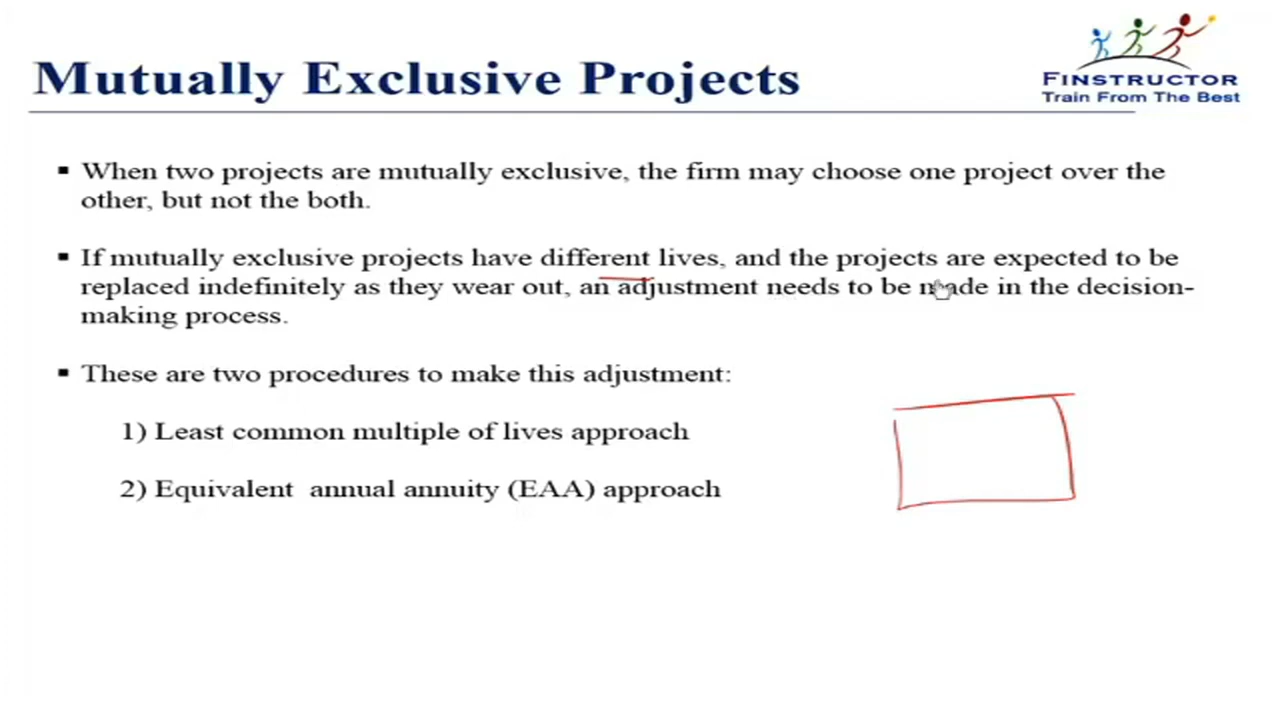 FINSTRUCTOR
Train From The Best
Mutually Exclusive Projects
▪ When two projects are mutually exclusive, the firm may choose one project over the
other, but not the both.
▪ If mutually exclusive projects have different lives, and the projects are expected to be
replaced indefinitely as they wear out, an adjustment needs to be made in the decision-
making process.
▪ These are two procedures to make this adjustment:
1) Least common multiple of lives approach
2) Equivalent annual annuity (EAA) approach